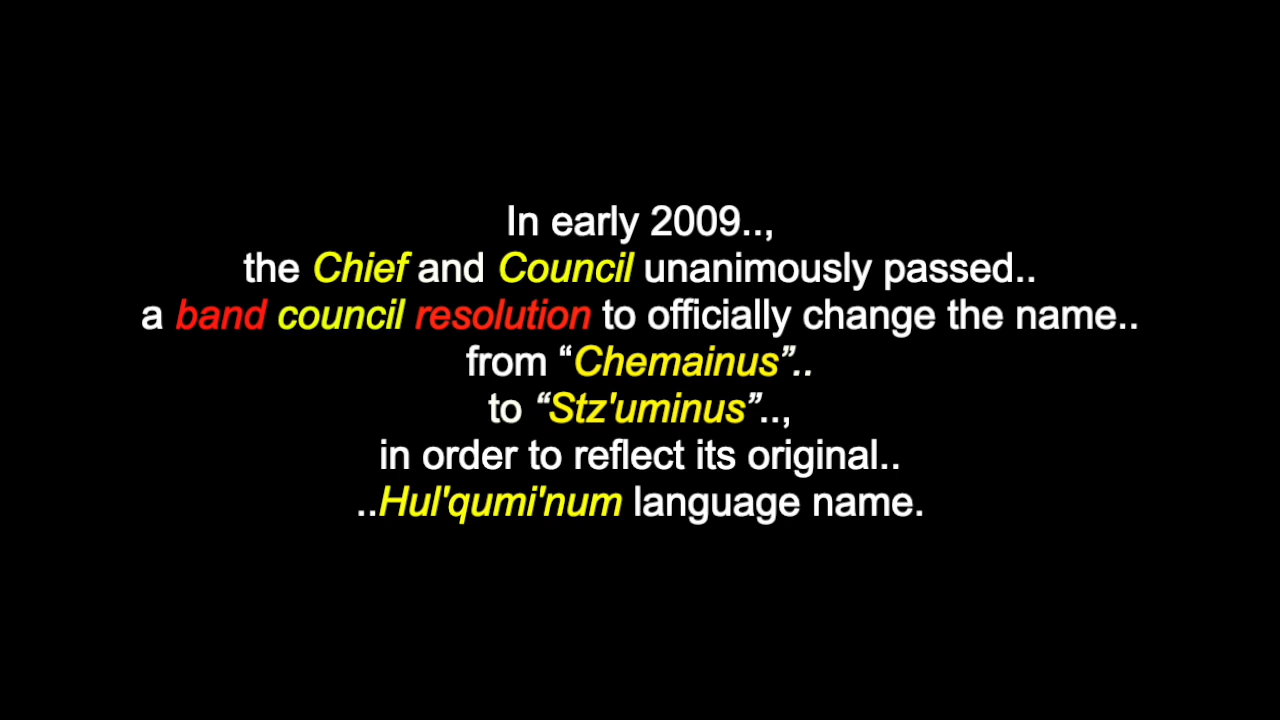 In early 2009..,
the Chief and Council unanimously passed..
a band council resolution to officially change the name..
from “Chemainus”..
to “Stz'uminus”..,
in order to reflect its original..
..Hul'qumi'num language name.